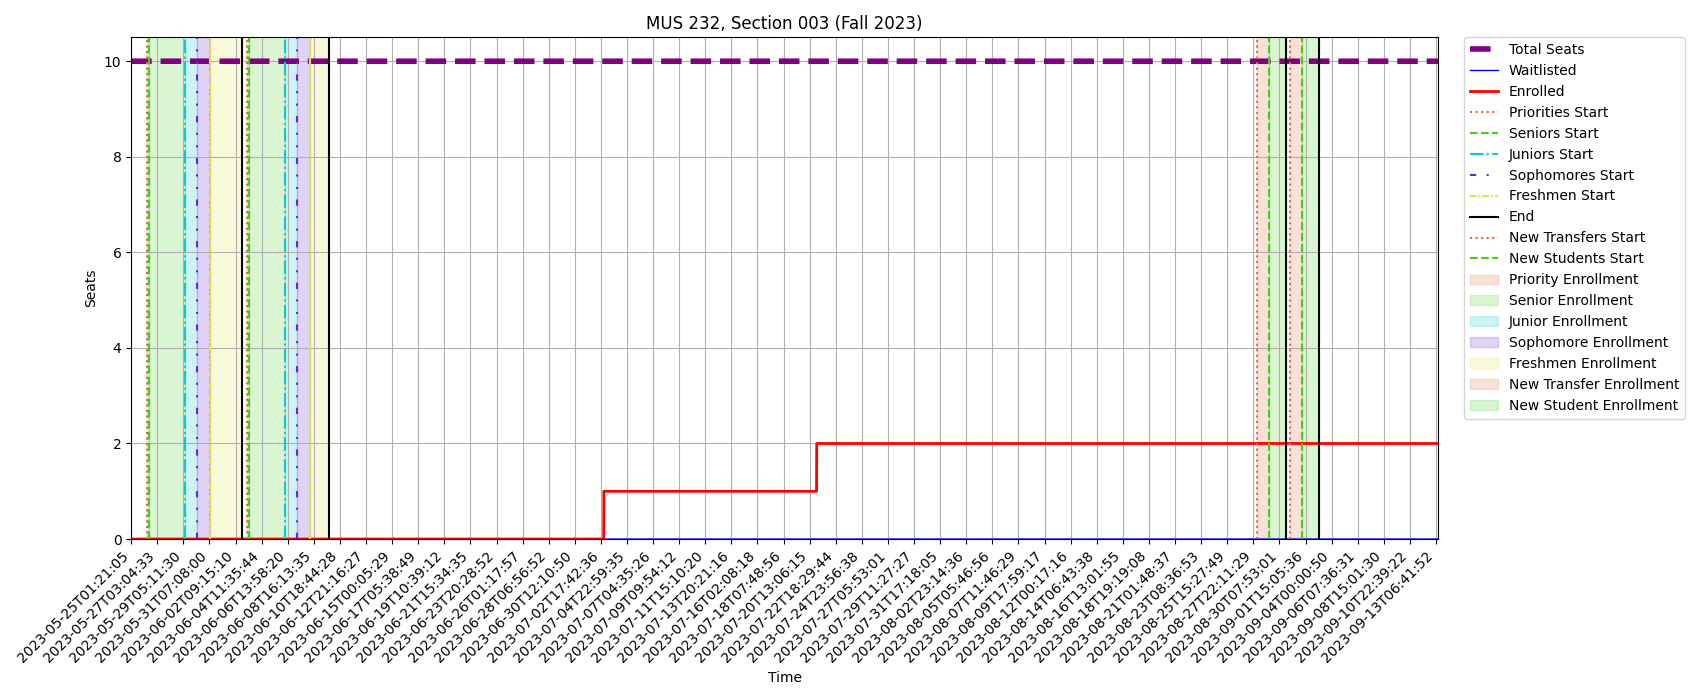 MUS 232, Section 003 (Fall 2023)
10
8
6
4
2
0
Seats
2023-05-25T01:21:05
2023-05-27T03:04:33
2023-05-29T05:11:30
2023-05-31T07:08:00
2023-06-02T09:15:10
2023-06-04T11:35:44
2023-06-06T13:58:20
2023-06-08T16:13:35
2023-06-10T18:44:28
2023-06-12T21:16:27
2023-06-15T00:05:29
2023-06-17T05:38:49
2023-06-19T10:39:12
2023-06-21T15:34:35
2023-06-23T20:28:52
2023-06-26T01:17:57
2023-06-28T06:56:52
2023-06-30T12:10:50
2023-07-02T17:42:36
2023-07-04T22:59:35
2023-07-07T04:35:26
2023-07-09T09:54:12
2023-07-11T15:10:20
2023-07-13T20:21:16
2023-07-16T02:08:18
2023-07-18T07:48:56
2023-07-20T13:06:15
2023-07-22T18:29:44
2023-07-24T23:56:38
2023-07-27T05:53:01
2023-07-29T11:27:27
2023-07-31T17:18:05
2023-08-02T23:14:36
2023-08-05T05:46:56
2023-08-07T11:46:29
2023-08-09T17:59:17
2023-08-12T00:17:16
2023-08-14T06:43:38
2023-08-16T13:01:55
2023-08-18T19:19:08
2023-08-21T01:48:37
2023-08-23T08:36:53
2023-08-25T15:27:49
2023-08-27T22:11:29
2023-08-30T07:53:01
2023-09-01T15:05:36
2023-09-04T00:00:50
2023-09-06T07:36:31
2023-09-08T15:01:30
2023-09-10T22:39:22
2023-09-13T06:41:52
Time
Total Seats
Waitlisted
Enrolled
Priorities Start
Seniors Start
Juniors Start
Sophomores Start
Freshmen Start
End
New Transfers Start
New Students Start
Priority Enrollment
Senior Enrollment
Junior Enrollment
Sophomore Enrollment
Freshmen Enrollment
New Transfer Enrollment
New Student Enrollment